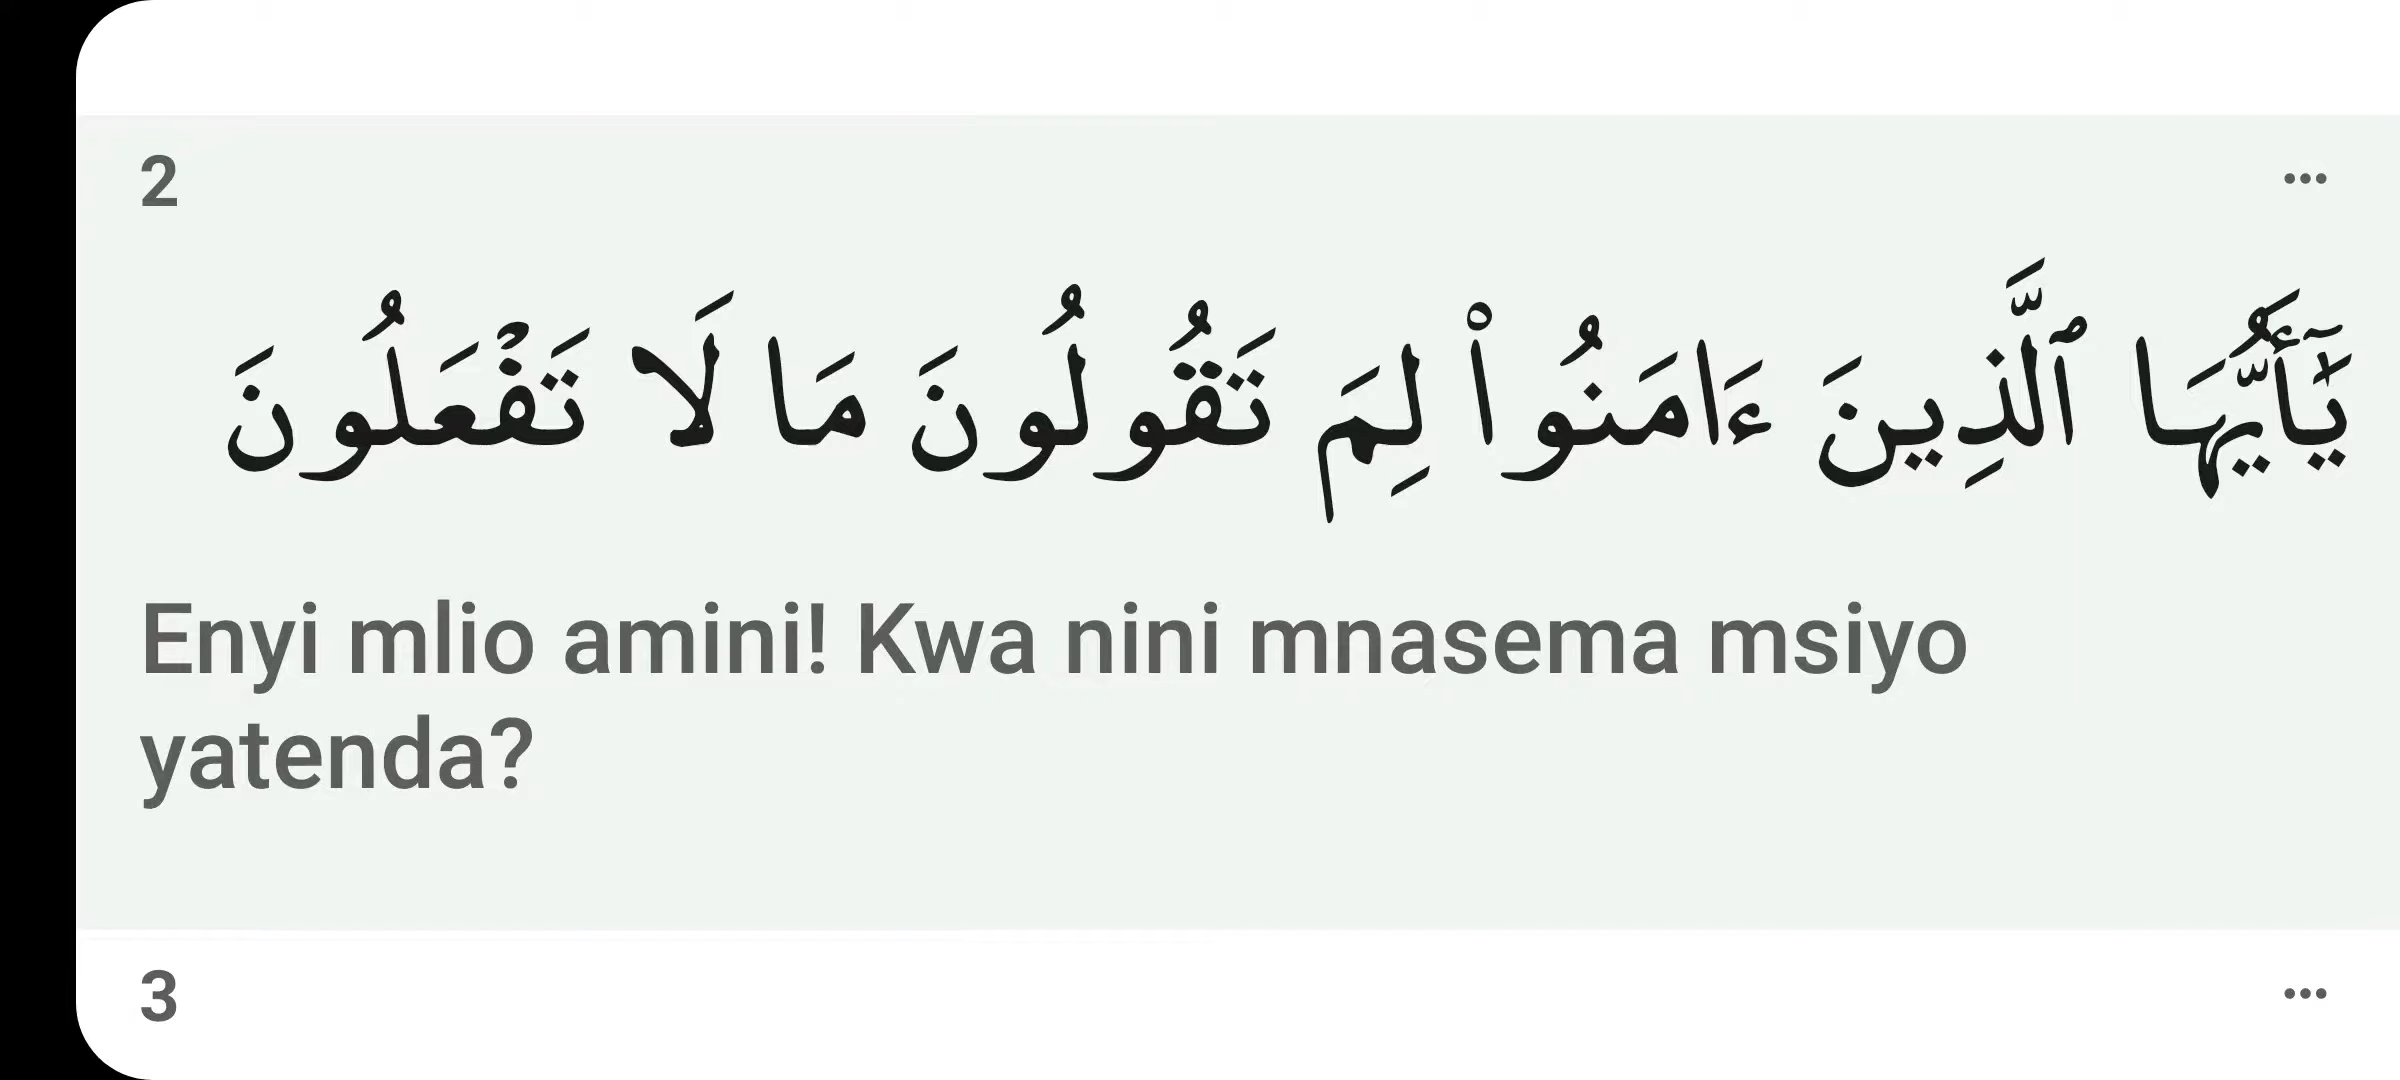 2
يَٰٓأَيُّهَا ٱلَّذِينَ ءَامَنُوا۟ لِمَ تَقُولُونَ مَا لَا تَفْعَلُونَ
Enyi mlio amini! Kwa nini mnasema msiyo
yatenda?
3